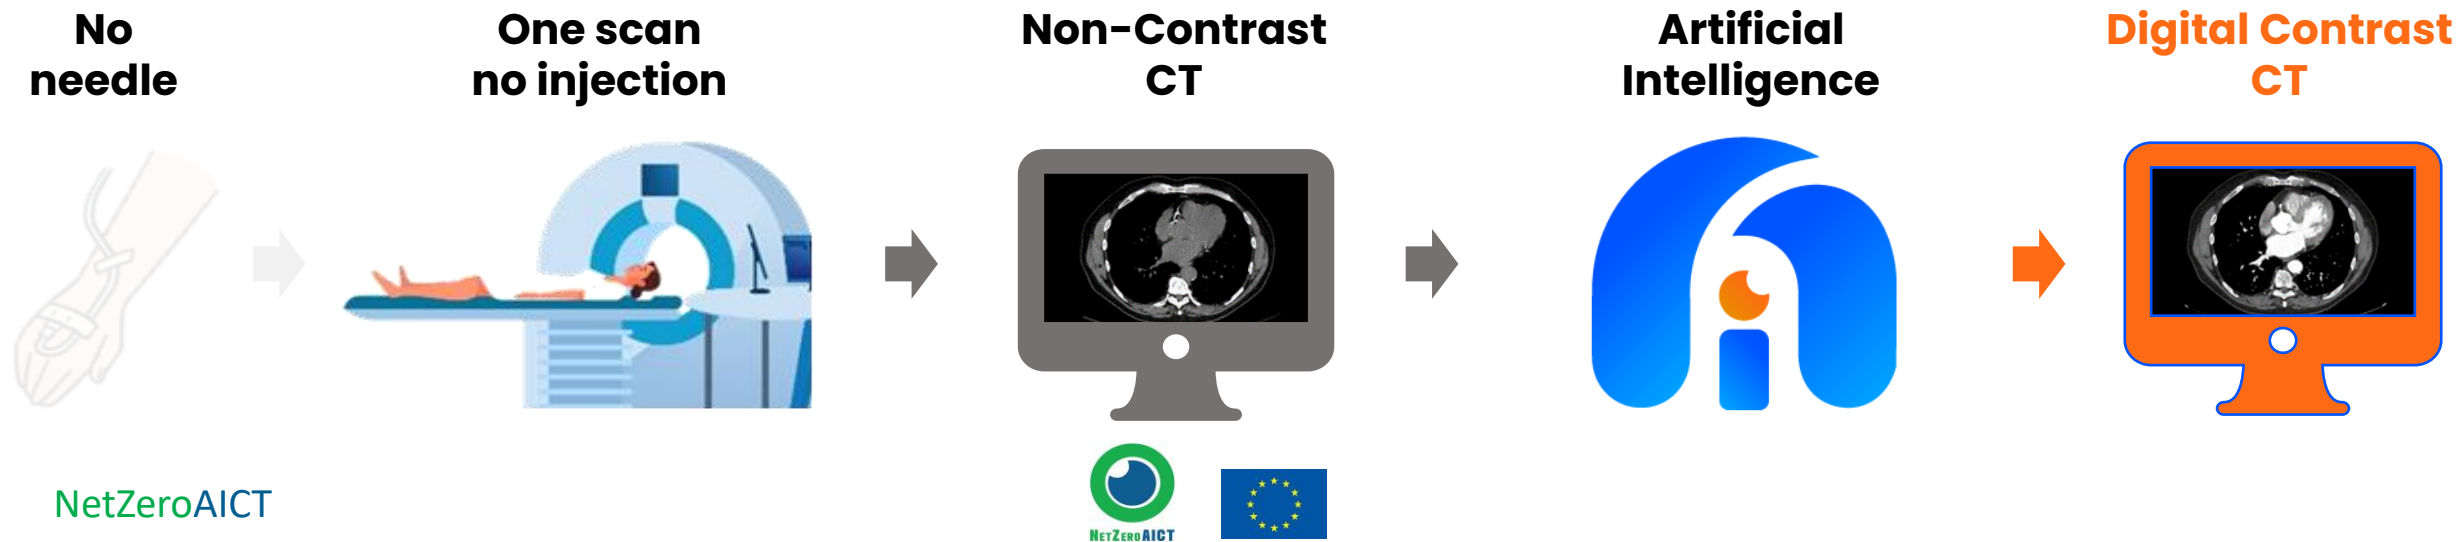 No
needle
One scan
no injection
Non-Contrast
CT
Artificial
Intelligence
Digital Contrast
CT
NetZeroAICT
NETZEROAICT